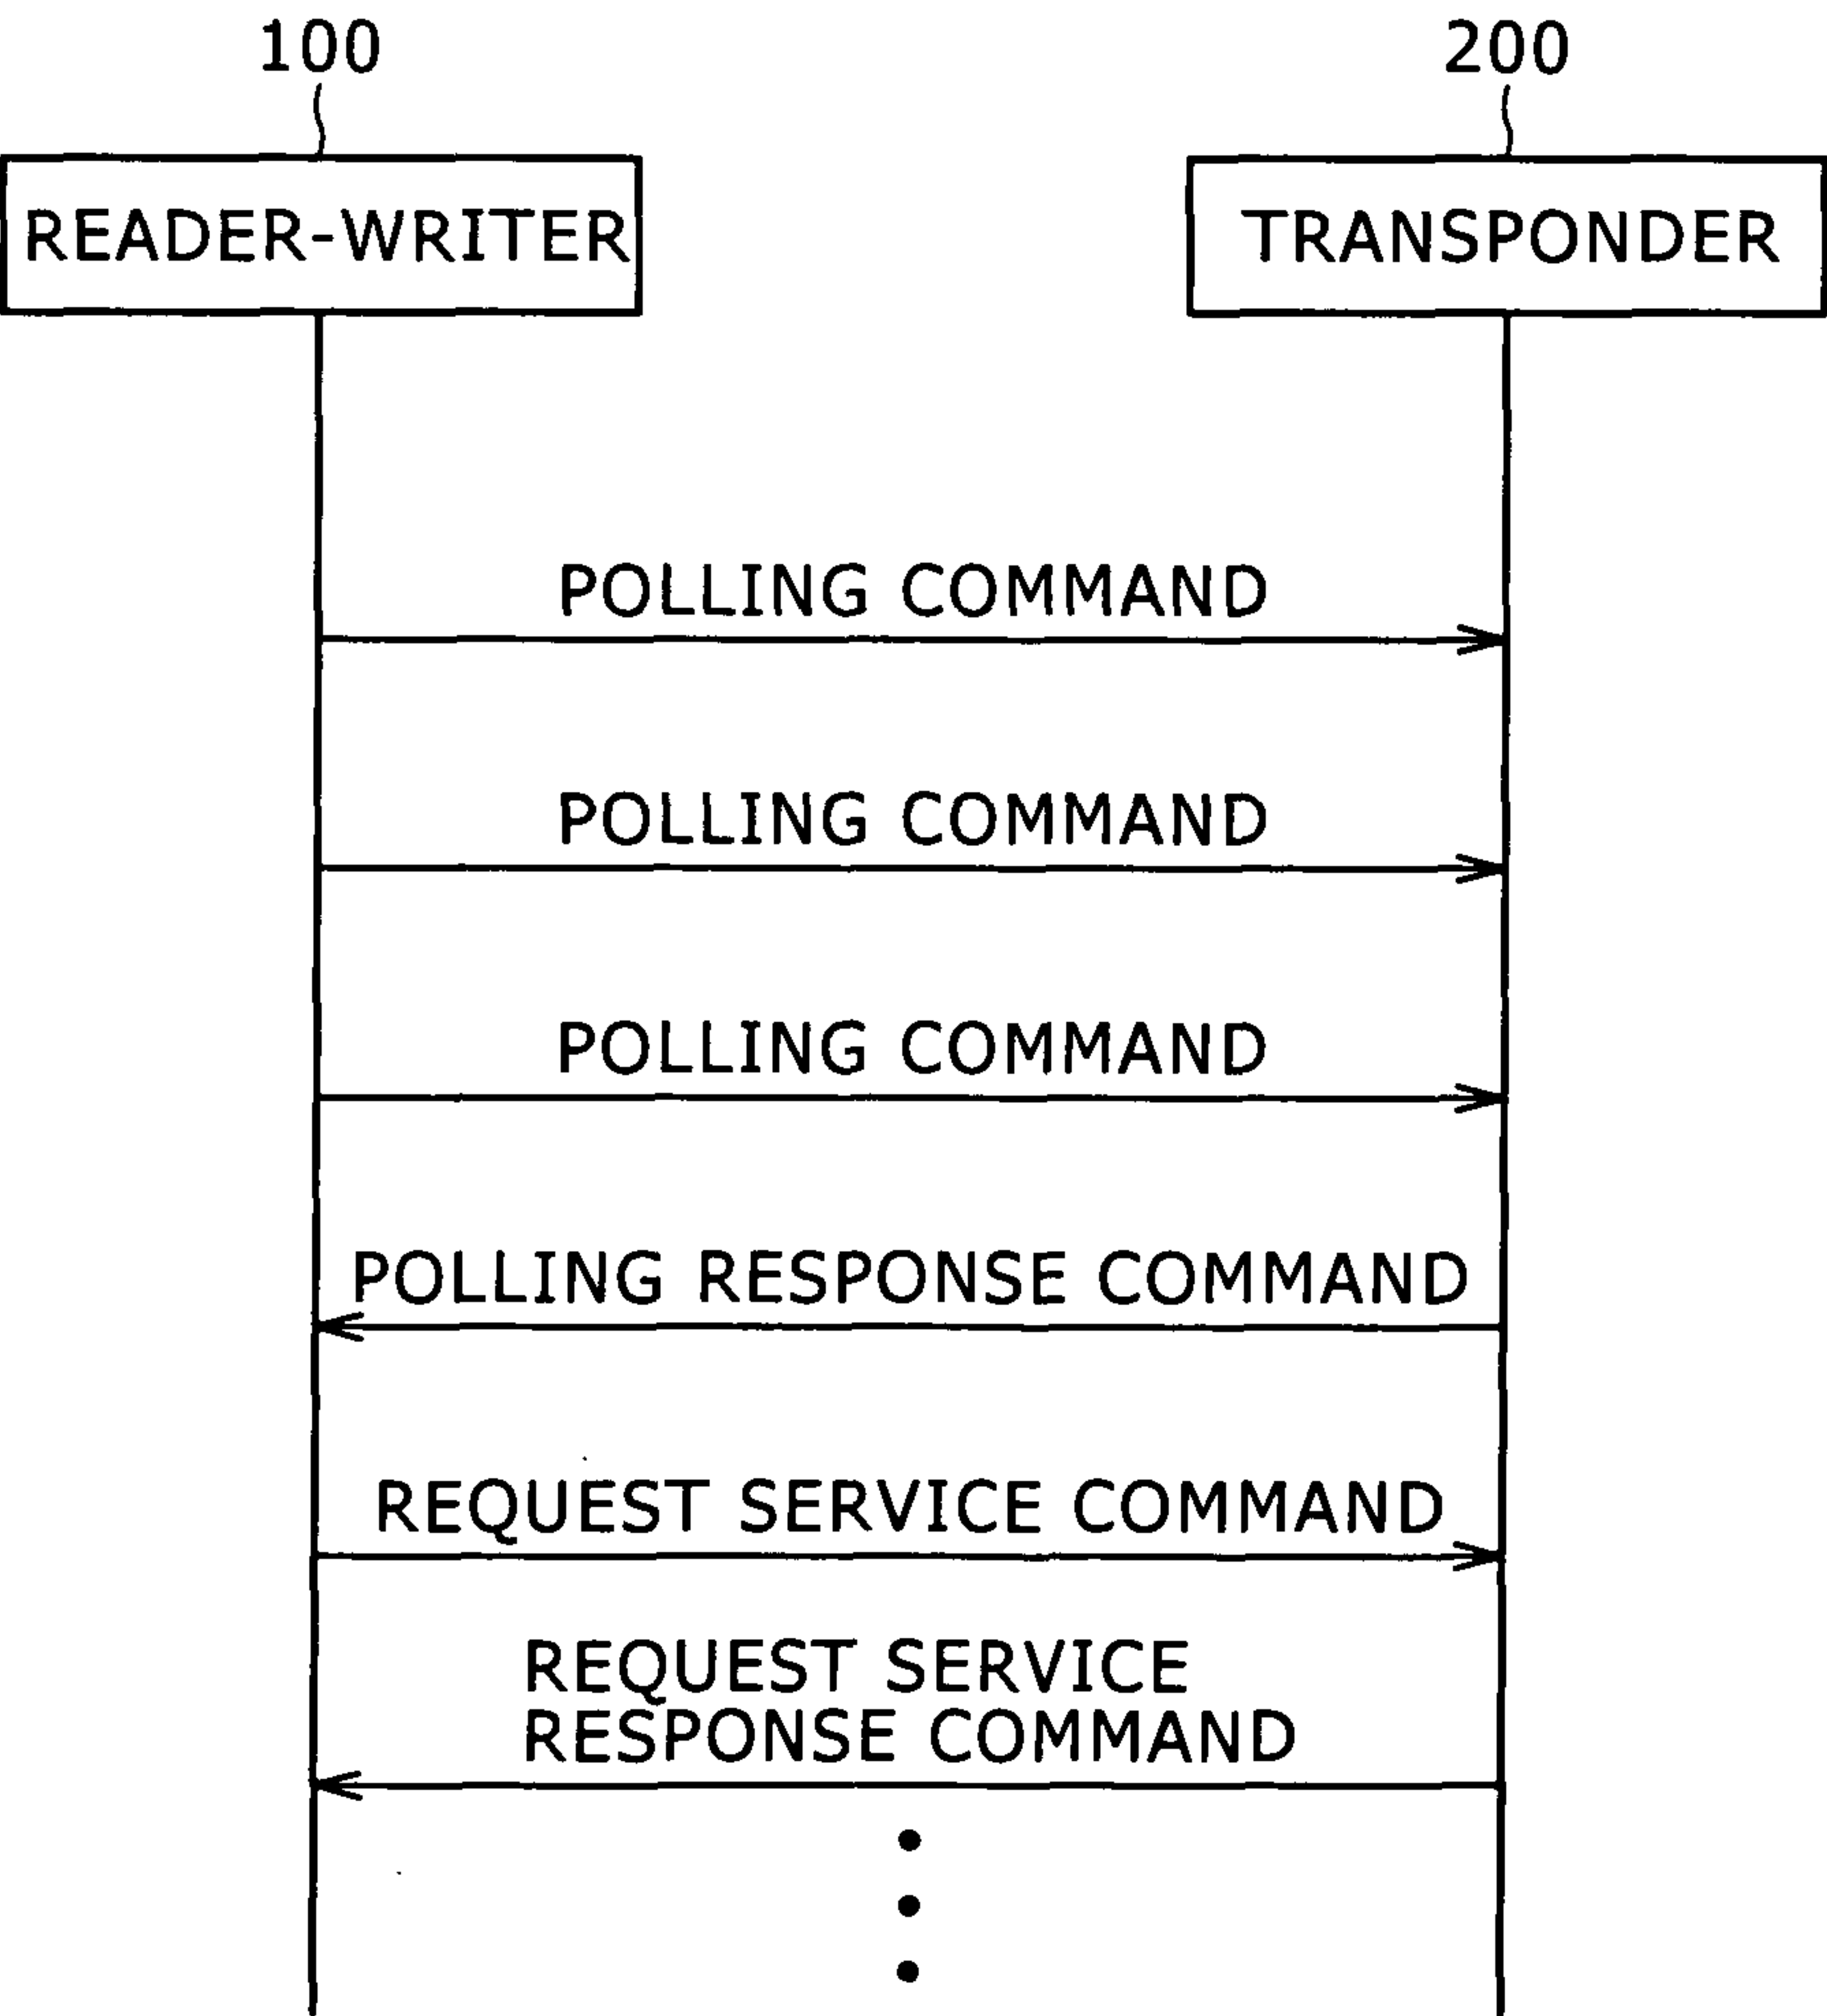 100
200
READER-WRITER
TRANSPONDER
POLLING COMMAND
POLLING COMMAND
POLLING COMMAND
POLLING RESPONSE COMMAND
REQUEST SERVICE COMMAND
REQUEST SERVICE
RESPONSE COMMAND